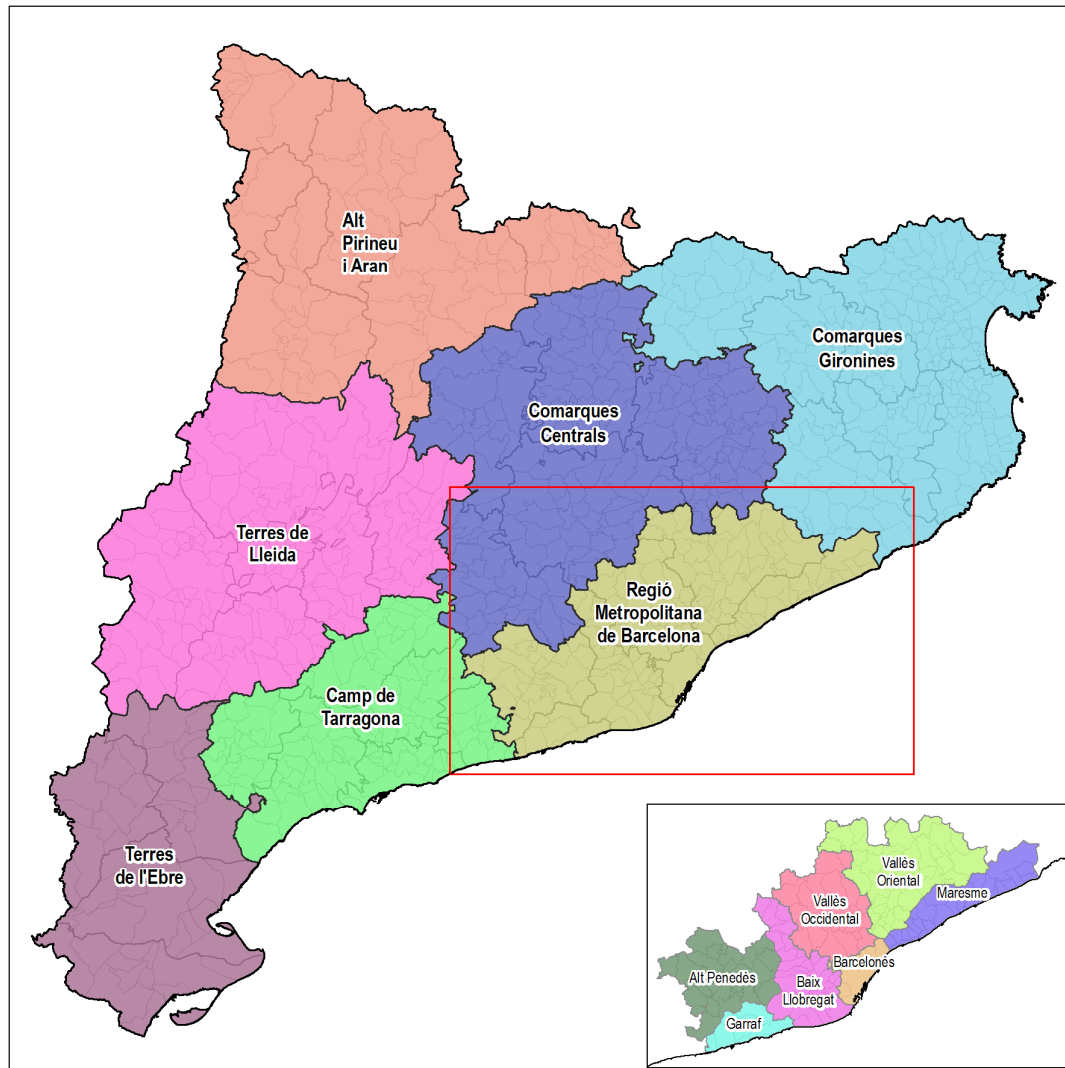 Alt
Pirineu
i Aran
Comarques
Gironines
Comarques
Centrals
Terres de
Lleida
Regió
Metropolitana
de Barcelona
Camp de
Tarragona
Terres
de l'Ebre
Vallès
Oriental
Maresme
Vallès
Occidental
Barcelonès
Alt Penedès
Baix
Llobregat
Garraf